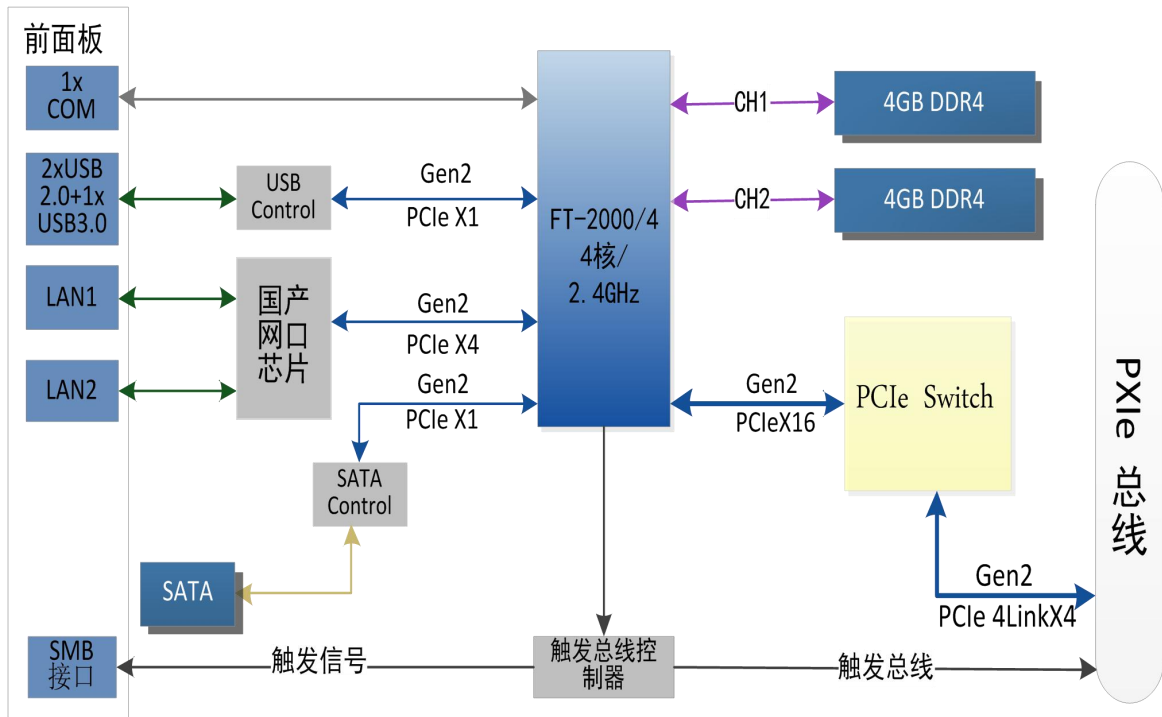 前面板
1x
COM
CH1
4GB DDR4
2xUSB
2.0+1x
USB3.0
USB
Control
Gen2
PCIe X1
CH2
4GB DDR4
FT-2000/4
4核/
2.4GHz
LAN1
国产
网口
芯片
Gen2
PCIe X4
LAN2
Gen2
PCIe X1
Gen2
PCIeX16
PCIe Switch
PXIe 总线
SATA
Control
SATA
Gen2
PCIe 4LinkX4
SMB
接口
触发信号
触发总线控
制器
触发总线